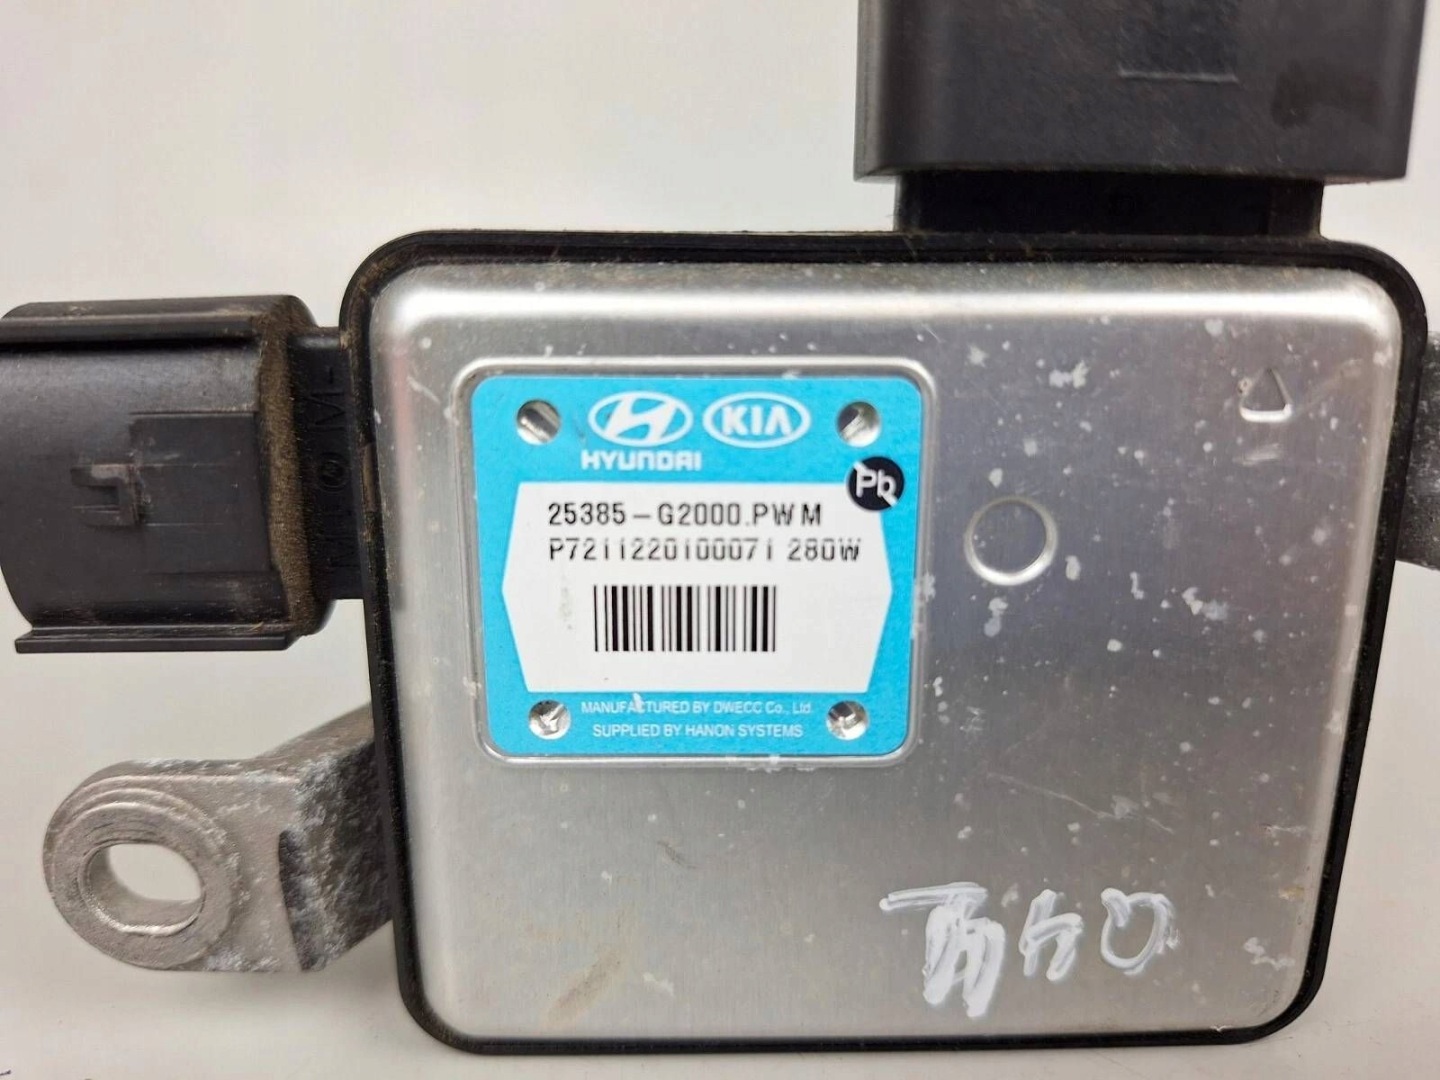 HYUNDAI
KIA
Pb
25385-G2000.PWM
P7211220100071 280W
MANUFACTURED BY DWECC Co., Ltd.
SUPPLIED BY HANON SYSTEMS